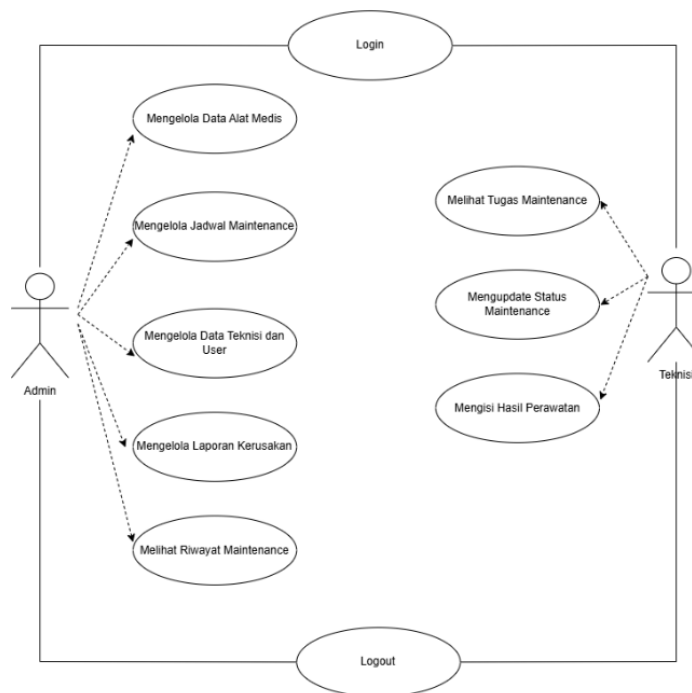 Login
Mengelola Data Alat Medis
Melihat Tugas Maintenance
Mengelola Jadwal Maintenance
Mengupdate Status
Maintenance
Mengelola Data Teknisi dan
User
Admin
Teknisi
Mengisi Hasil Perawatan
Mengelola Laporan Kerusakan
Melihat Riwayat Maintenance
Logout